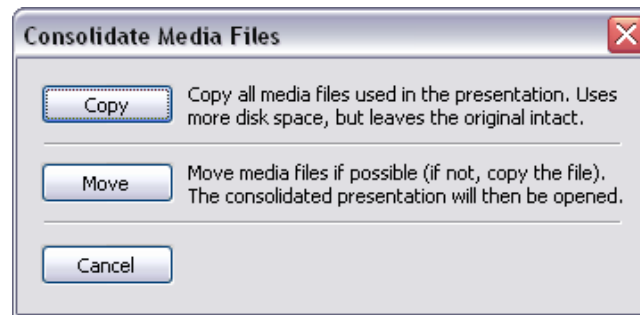 Consolidate Media Files
Copy
Copy all media files used in the presentation. Uses
more disk space, but leaves the original intact.
Move
Move media files if possible (if not, copy the file).
The consolidated presentation will then be opened.
Cancel